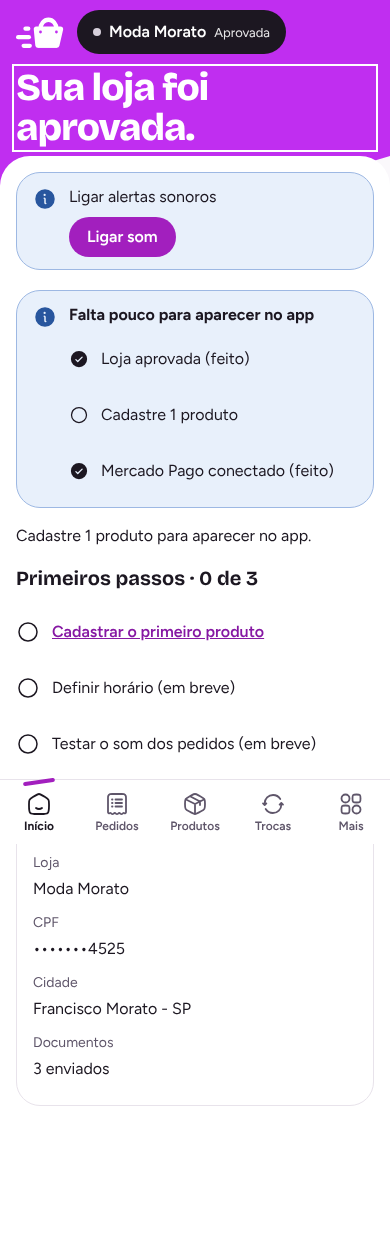 Moda Morato Aprovada
Sua loja foi
aprovada.
Ligar alertas sonoros
Ligar som
Falta pouco para aparecer no app
Loja aprovada (feito)
Cadastre 1 produto
Mercado Pago conectado (feito)
Cadastre 1 produto para aparecer no app.
Primeiros passos · 0 de 3
Cadastrar o primeiro produto
Definir horário (em breve)
Testar o som dos pedidos (em breve)
Início Pedidos Produtos Trocas Mais
Loja
Moda Morato
CPF
•••••••4525
Cidade
Francisco Morato - SP
Documentos
3 enviados